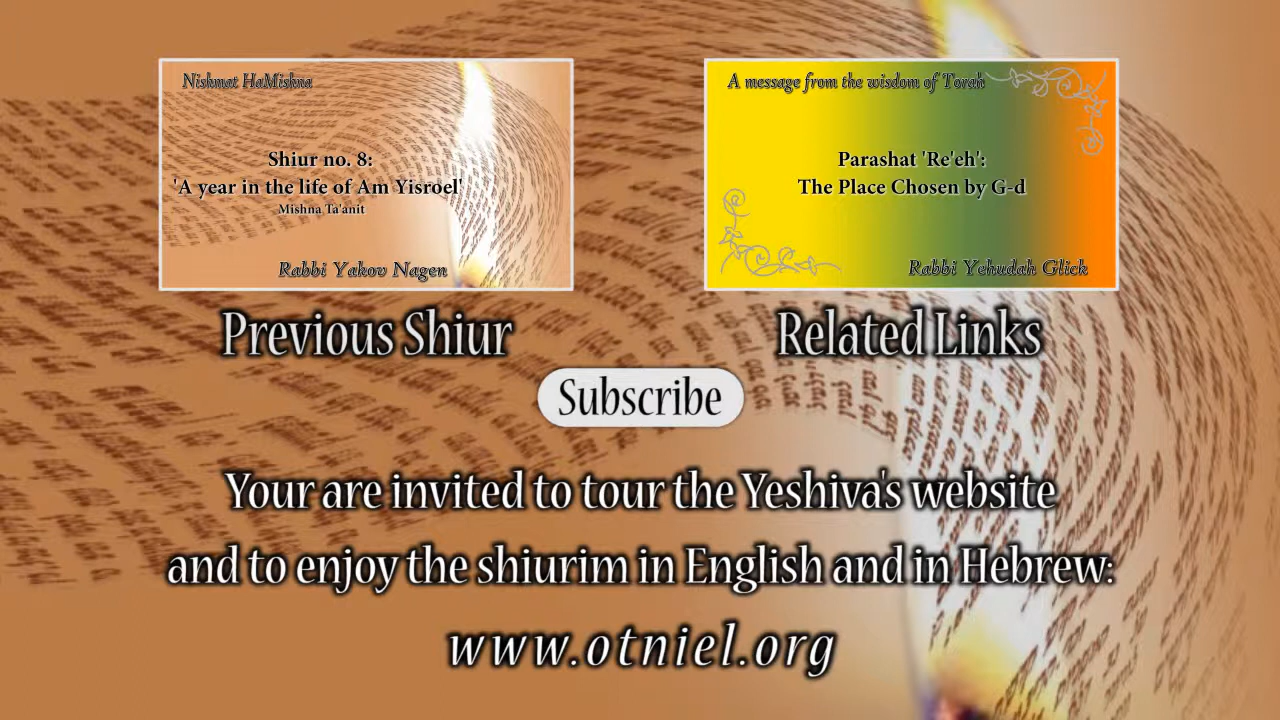 Nishmat HaMishna
Shiur no. 8:
'A year in the life of Am Yisroel'
Mishna Ta'anit
Rabbi Yakov Nagen
A message from the wisdom of Torah
Parashat 'Re'eh':
The Place Chosen by G-d
Rabbi Yehudah Glick
Previous Shiur
Related Links
Subscribe
Your are invited to tour the Yeshiva's website
and to enjoy the shiurim in English and in Hebrew:
www.otniel.org